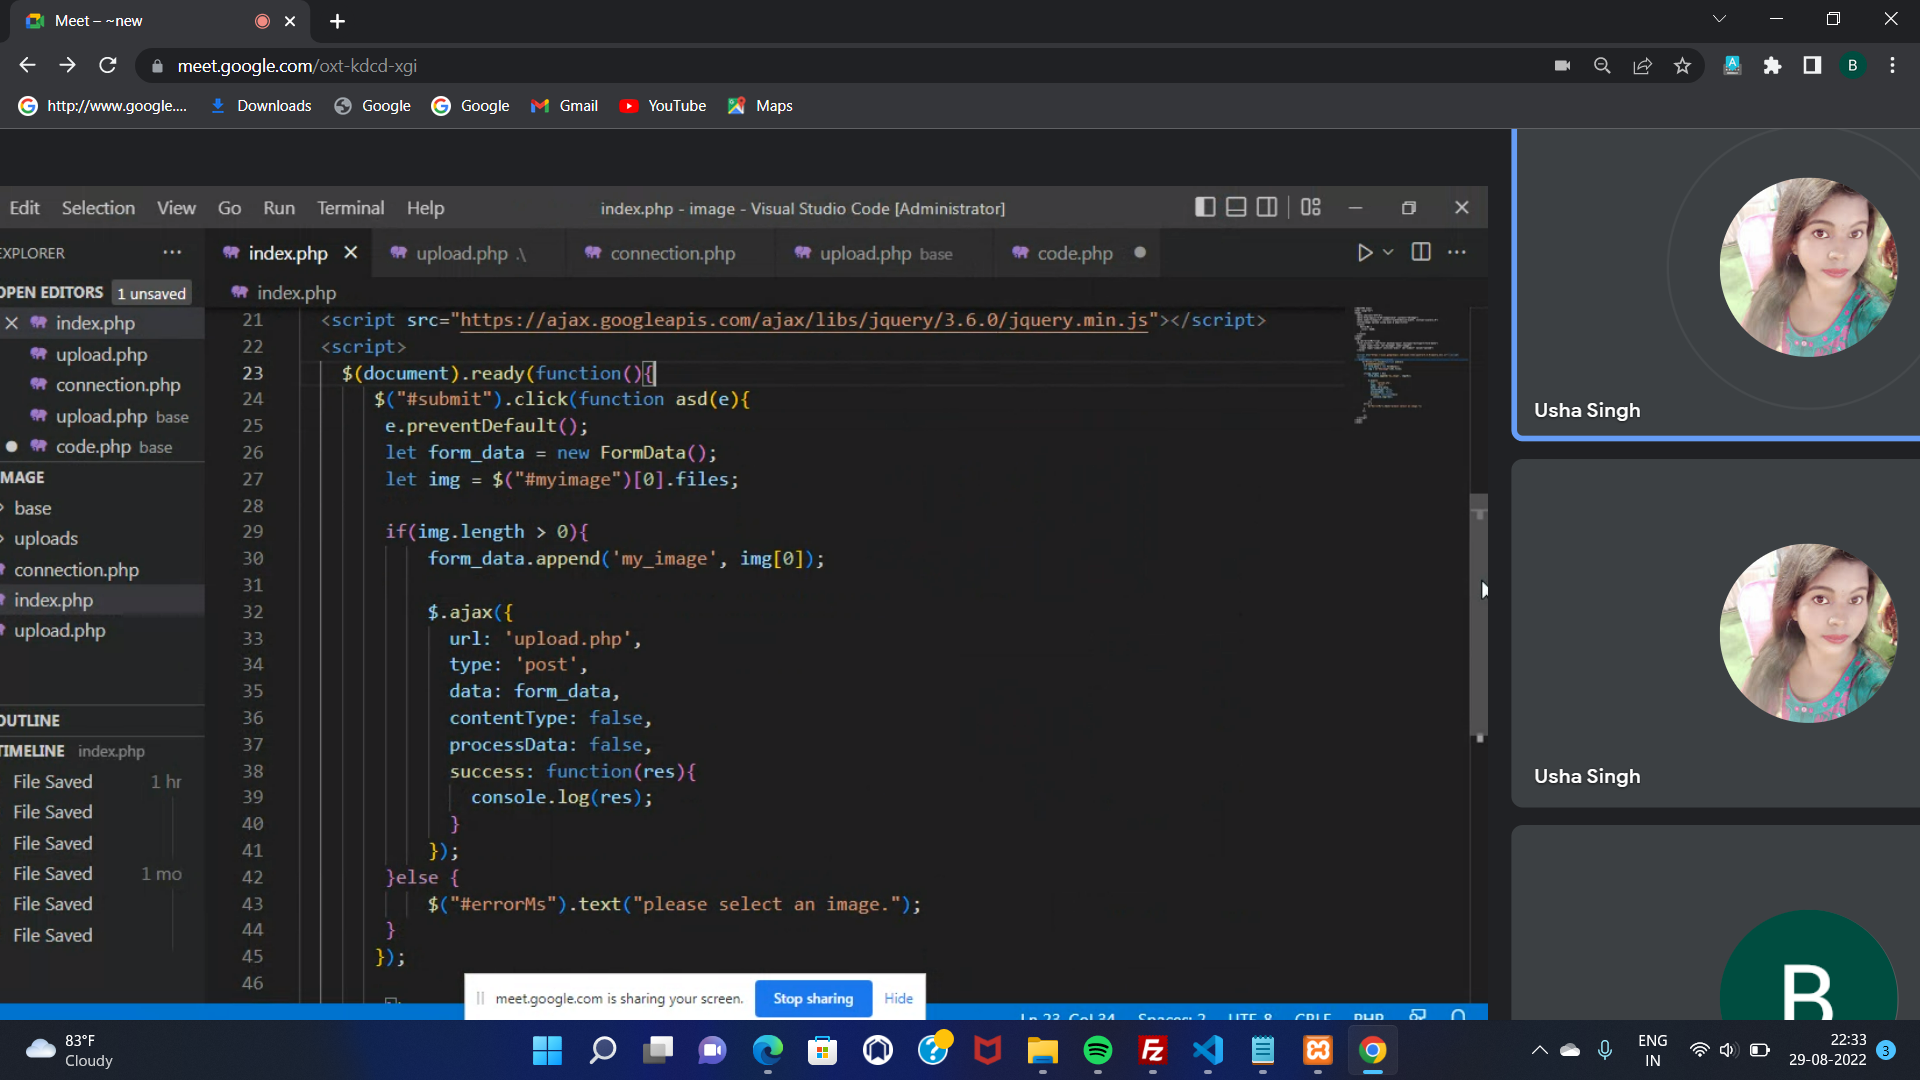 Meet – ~new
meet.google.com/oxt-kdcd-xgi
B
http://www.google....
Downloads
Google
Google
Gmail
YouTube
Maps
Edit Selection View Go Run Terminal Help
index.php - image - Visual Studio Code [Administrator]
EXPLORER
index.php
upload.php .\
connection.php
upload.php base
code.php
OPEN EDITORS 1 unsaved
index.php
upload.php
connection.php
upload.php base
code.php base
IMAGE
base
uploads
connection.php
index.php
upload.php
OUTLINE
TIMELINE index.php
File Saved 1 hr
File Saved
File Saved
File Saved 1 mo
File Saved
File Saved
index.php
21 <script src="https://ajax.googleapis.com/ajax/libs/jquery/3.6.0/jquery.min.js"></script>
22 <script>
23 $(document).ready(function(){
24 $("#submit").click(function asd(e){
25 e.preventDefault();
26 let form_data = new FormData();
27 let img = $("#myimage")[0].files;
28
29 if(img.length > 0){
30 form_data.append('my_image', img[0]);
31
32 $.ajax({
33 url: 'upload.php',
34 type: 'post',
35 data: form_data,
36 contentType: false,
37 processData: false,
38 success: function(res){
39 console.log(res);
40 }
41 });
42 }else {
43 $("#errorMs").text("please select an image.");
44 }
45 });
46
Ln 23, Col 34 Spaces: 2 UTF-8 CRLF PHP
meet.google.com is sharing your screen.
Stop sharing
Hide
Usha Singh
Usha Singh
B
83°F
Cloudy
ENG
IN
22:33
29-08-2022
3